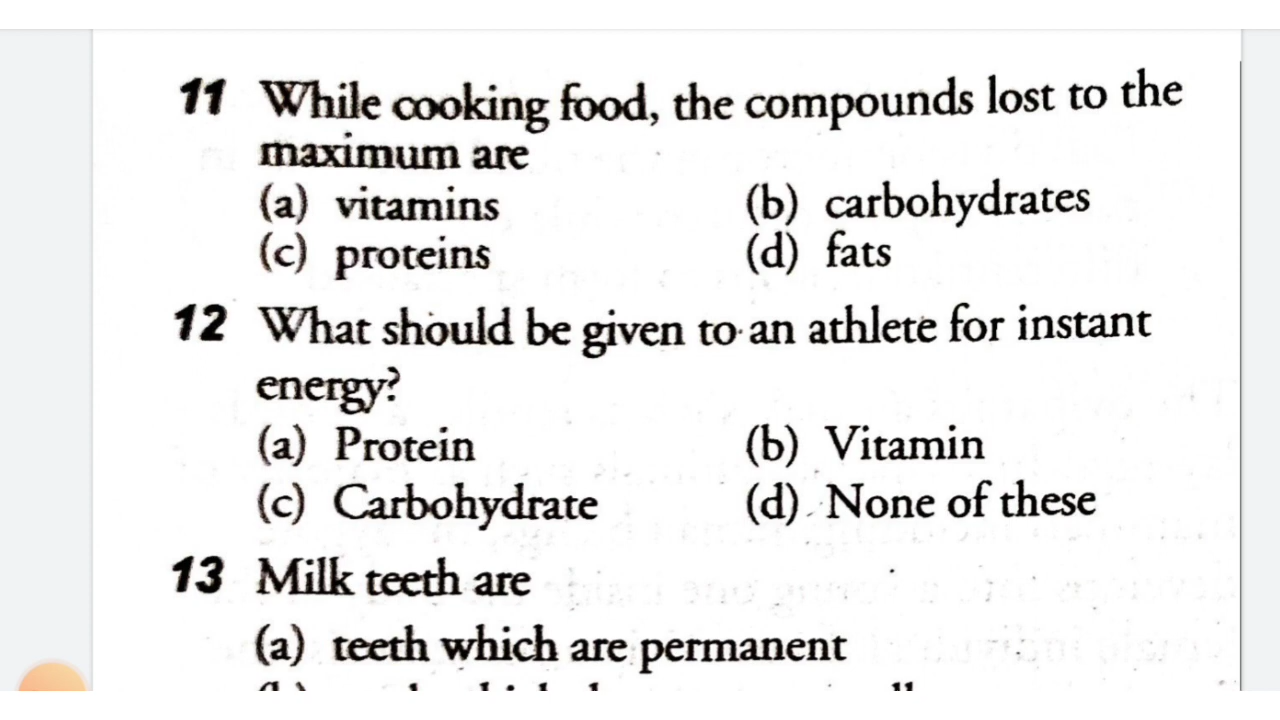 11 While cooking food, the compounds lost to the
maximum are
(a) vitamins (b) carbohydrates
(c) proteins (d) fats
12 What should be given to an athlete for instant
energy?
(a) Protein (b) Vitamin
(c) Carbohydrate (d) None of these
13 Milk teeth are
(a) teeth which are permanent